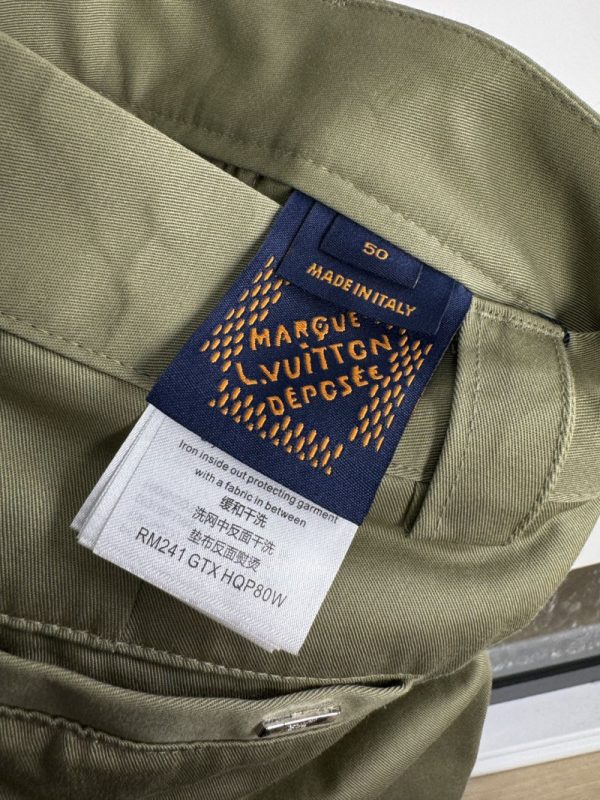 50
MADE IN ITALY
MARQUE
L.VUITTON
DÉPOSÉE
Iron inside out protecting garment
with a fabric in between
缓和干洗
洗网中反面干洗
垫布反面熨烫
RM241 GTX HQP80W